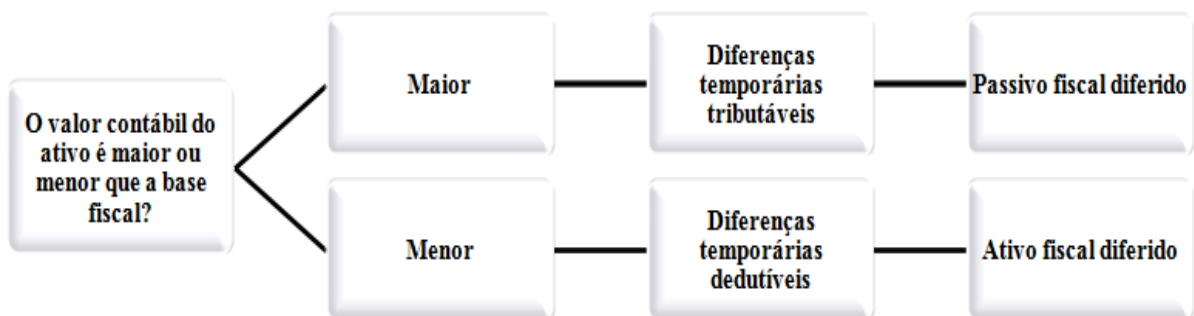 O valor contábil do
ativo é maior ou
menor que a base
fiscal?
Maior
Diferenças
temporárias
tributáveis
Passivo fiscal diferido
Menor
Diferenças
temporárias
dedutíveis
Ativo fiscal diferido